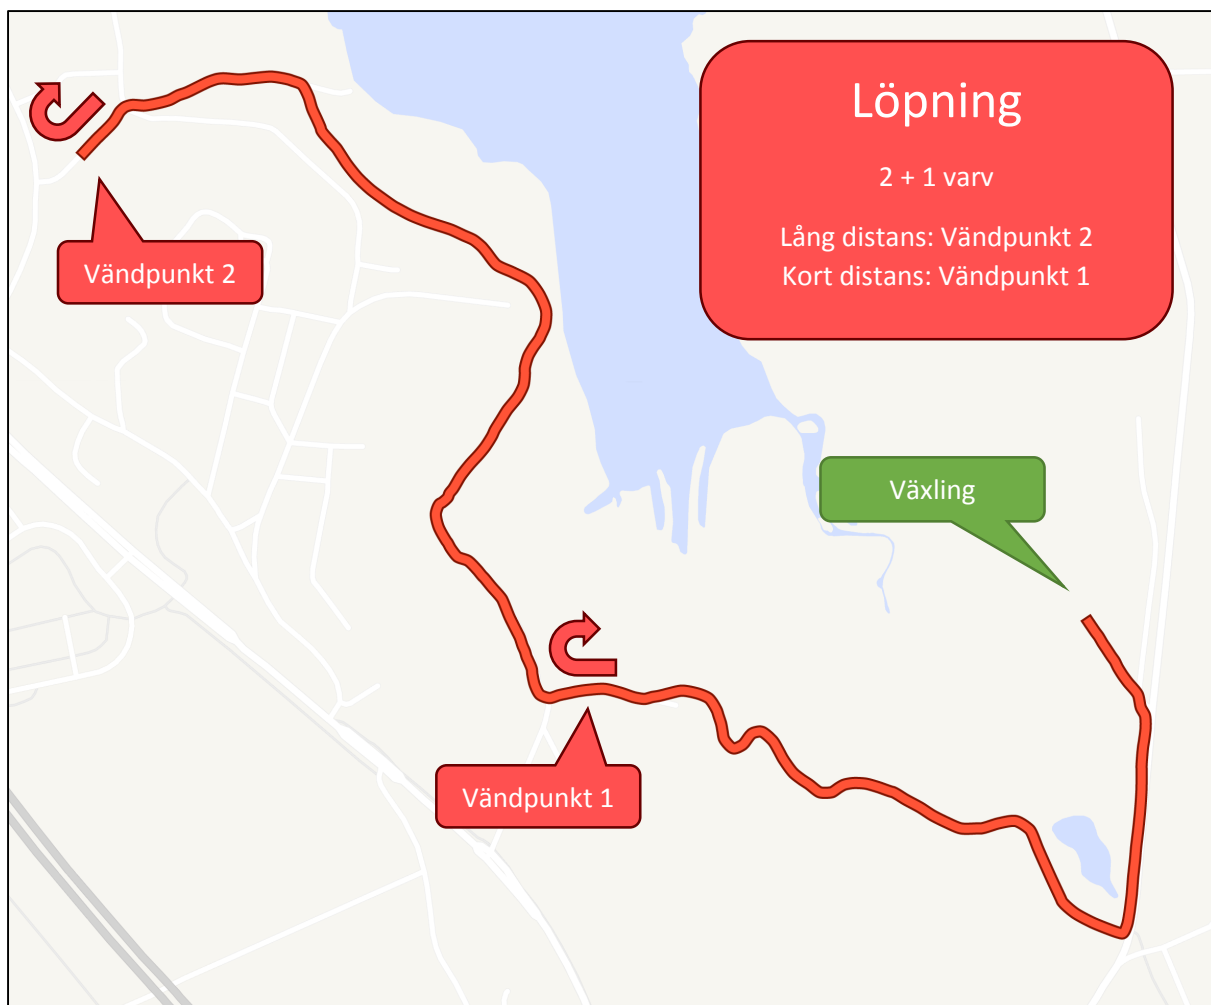 Löpning
2 + 1 varv
Lång distans: Vändpunkt 2
Kort distans: Vändpunkt 1
Vändpunkt 2
Växling
Vändpunkt 1